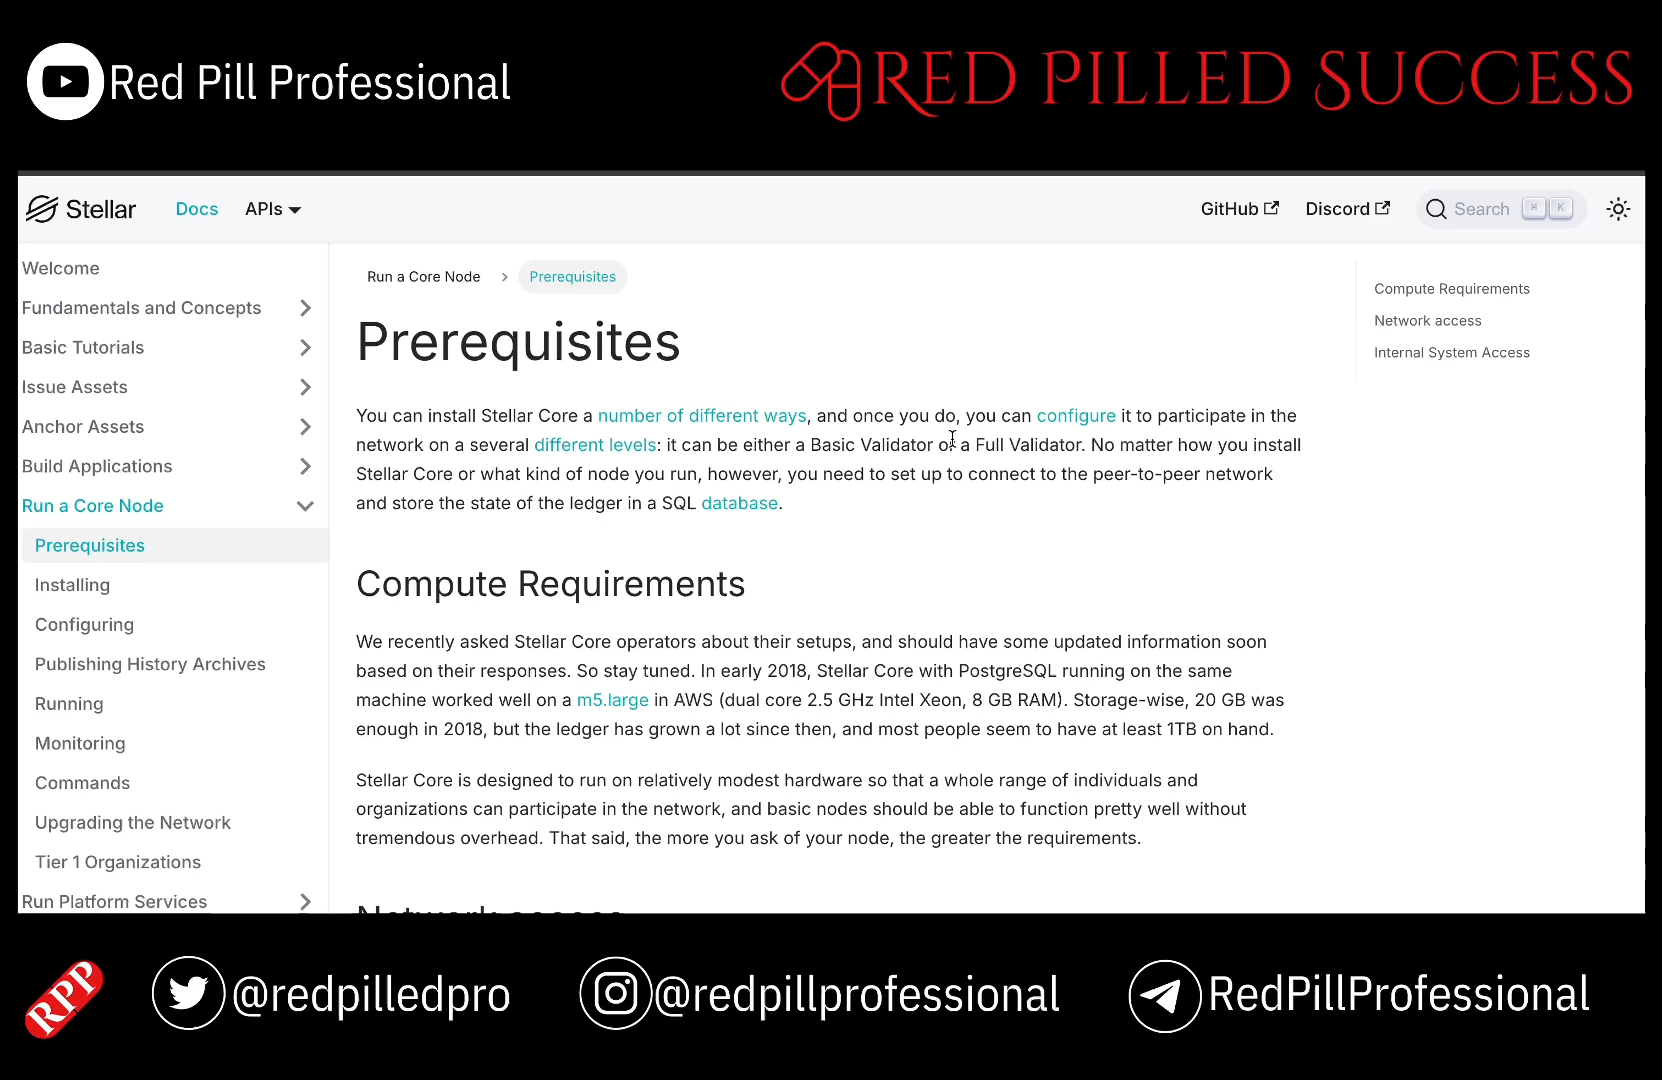 Red Pill Professional
RED PILLED SUCCESS
Stellar
Docs
APIs
GitHub
Discord
Search
⌘ K
Welcome
Fundamentals and Concepts
Basic Tutorials
Issue Assets
Anchor Assets
Build Applications
Run a Core Node
Prerequisites
Installing
Configuring
Publishing History Archives
Running
Monitoring
Commands
Upgrading the Network
Tier 1 Organizations
Run Platform Services
Run a Core Node
Prerequisites
Prerequisites
You can install Stellar Core a number of different ways, and once you do, you can configure it to participate in the
network on a several different levels: it can be either a Basic Validator or a Full Validator. No matter how you install
Stellar Core or what kind of node you run, however, you need to set up to connect to the peer-to-peer network
and store the state of the ledger in a SQL database.
Compute Requirements
We recently asked Stellar Core operators about their setups, and should have some updated information soon
based on their responses. So stay tuned. In early 2018, Stellar Core with PostgreSQL running on the same
machine worked well on a m5.large in AWS (dual core 2.5 GHz Intel Xeon, 8 GB RAM). Storage-wise, 20 GB was
enough in 2018, but the ledger has grown a lot since then, and most people seem to have at least 1TB on hand.
Stellar Core is designed to run on relatively modest hardware so that a whole range of individuals and
organizations can participate in the network, and basic nodes should be able to function pretty well without
tremendous overhead. That said, the more you ask of your node, the greater the requirements.
Network access
Compute Requirements
Network access
Internal System Access
RPP
@redpilledpro
@redpillprofessional
RedPillProfessional